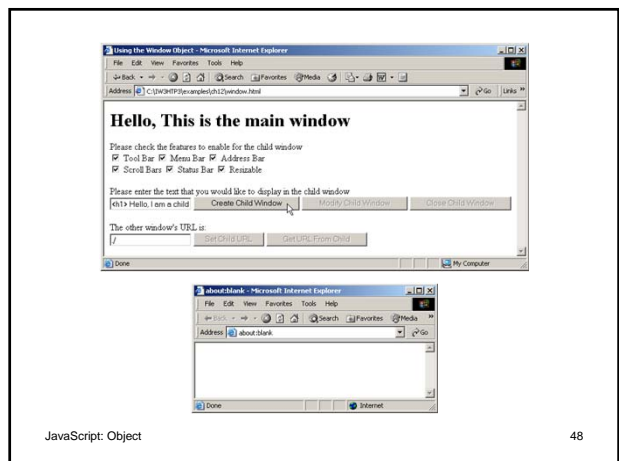 Using the Window Object - Microsoft Internet Explorer
File Edit View Favorites Tools Help
Back Search Favorites Media
Address C:\IW3HTP3\examples\ch12\window.html Go Links »
Hello, This is the main window
Please check the features to enable for the child window
Tool Bar Menu Bar Address Bar
Scroll Bars Status Bar Resizable
Please enter the text that you would like to display in the child window
<h1> Hello, I am a child Create Child Window Modify Child Window Close Child Window
The other window's URL is:
/ Set Child URL Get URL From Child
Done My Computer
about:blank - Microsoft Internet Explorer
File Edit View Favorites Tools Help
Back Search Favorites Media »
Address about:blank Go
Done Internet
JavaScript: Object 48